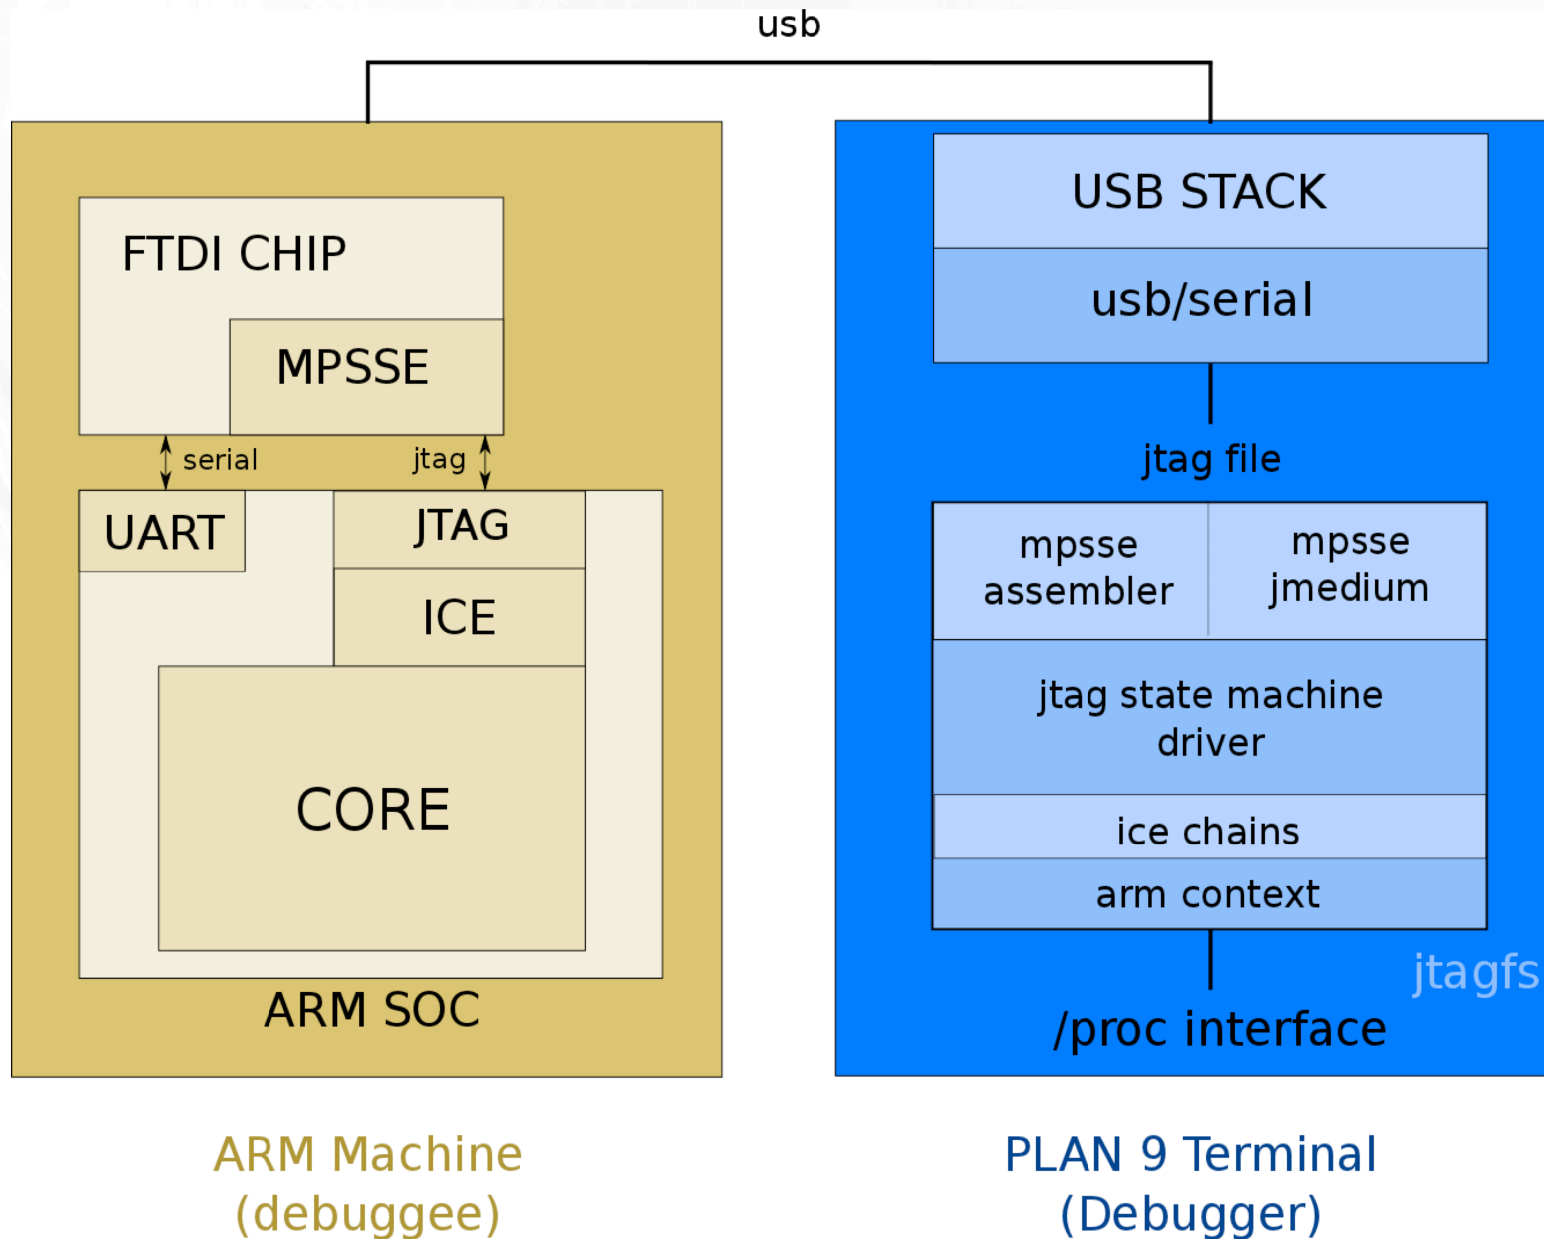 usb
FTDI CHIP
MPSSE
serial
jtag
UART
JTAG
ICE
CORE
ARM SOC
ARM Machine
(debuggee)
USB STACK
usb/serial
jtag file
mpsse
assembler
mpsse
jmedium
jtag state machine
driver
ice chains
arm context
jtagfs
/proc interface
PLAN 9 Terminal
(Debugger)